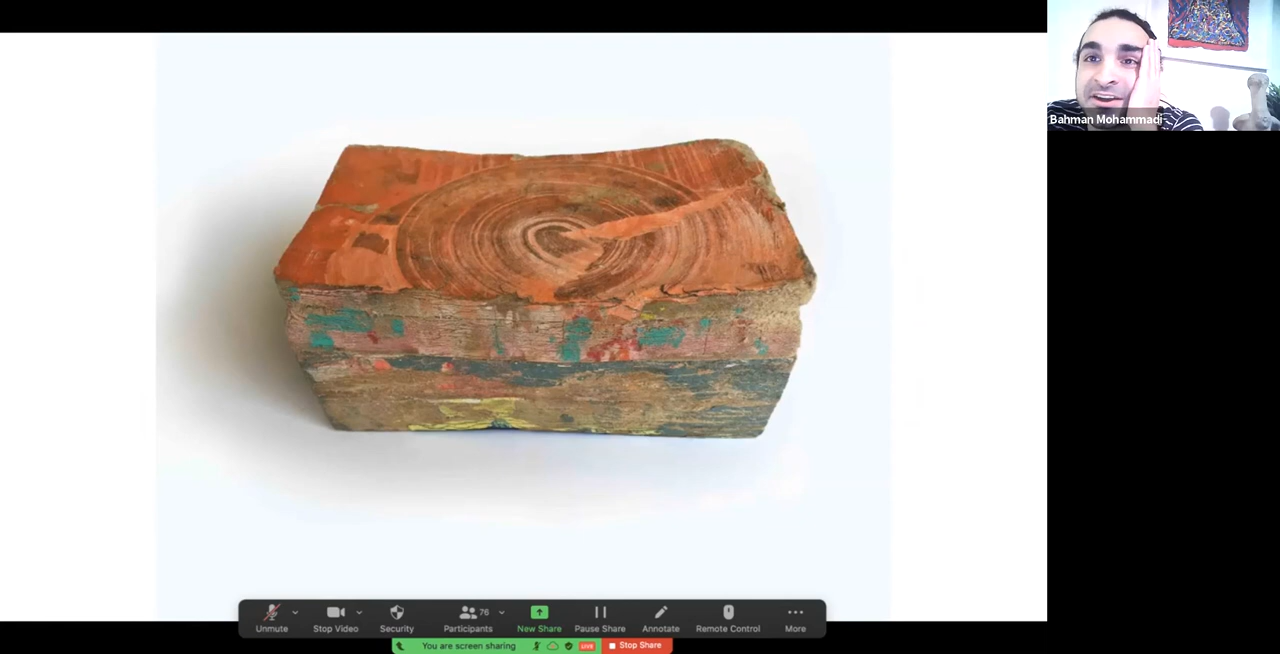 Bahman Mohammadi
76
Unmute
Stop Video
Security
Participants
New Share
Pause Share
Annotate
Remote Control
More
You are screen sharing
LIVE
Stop Share